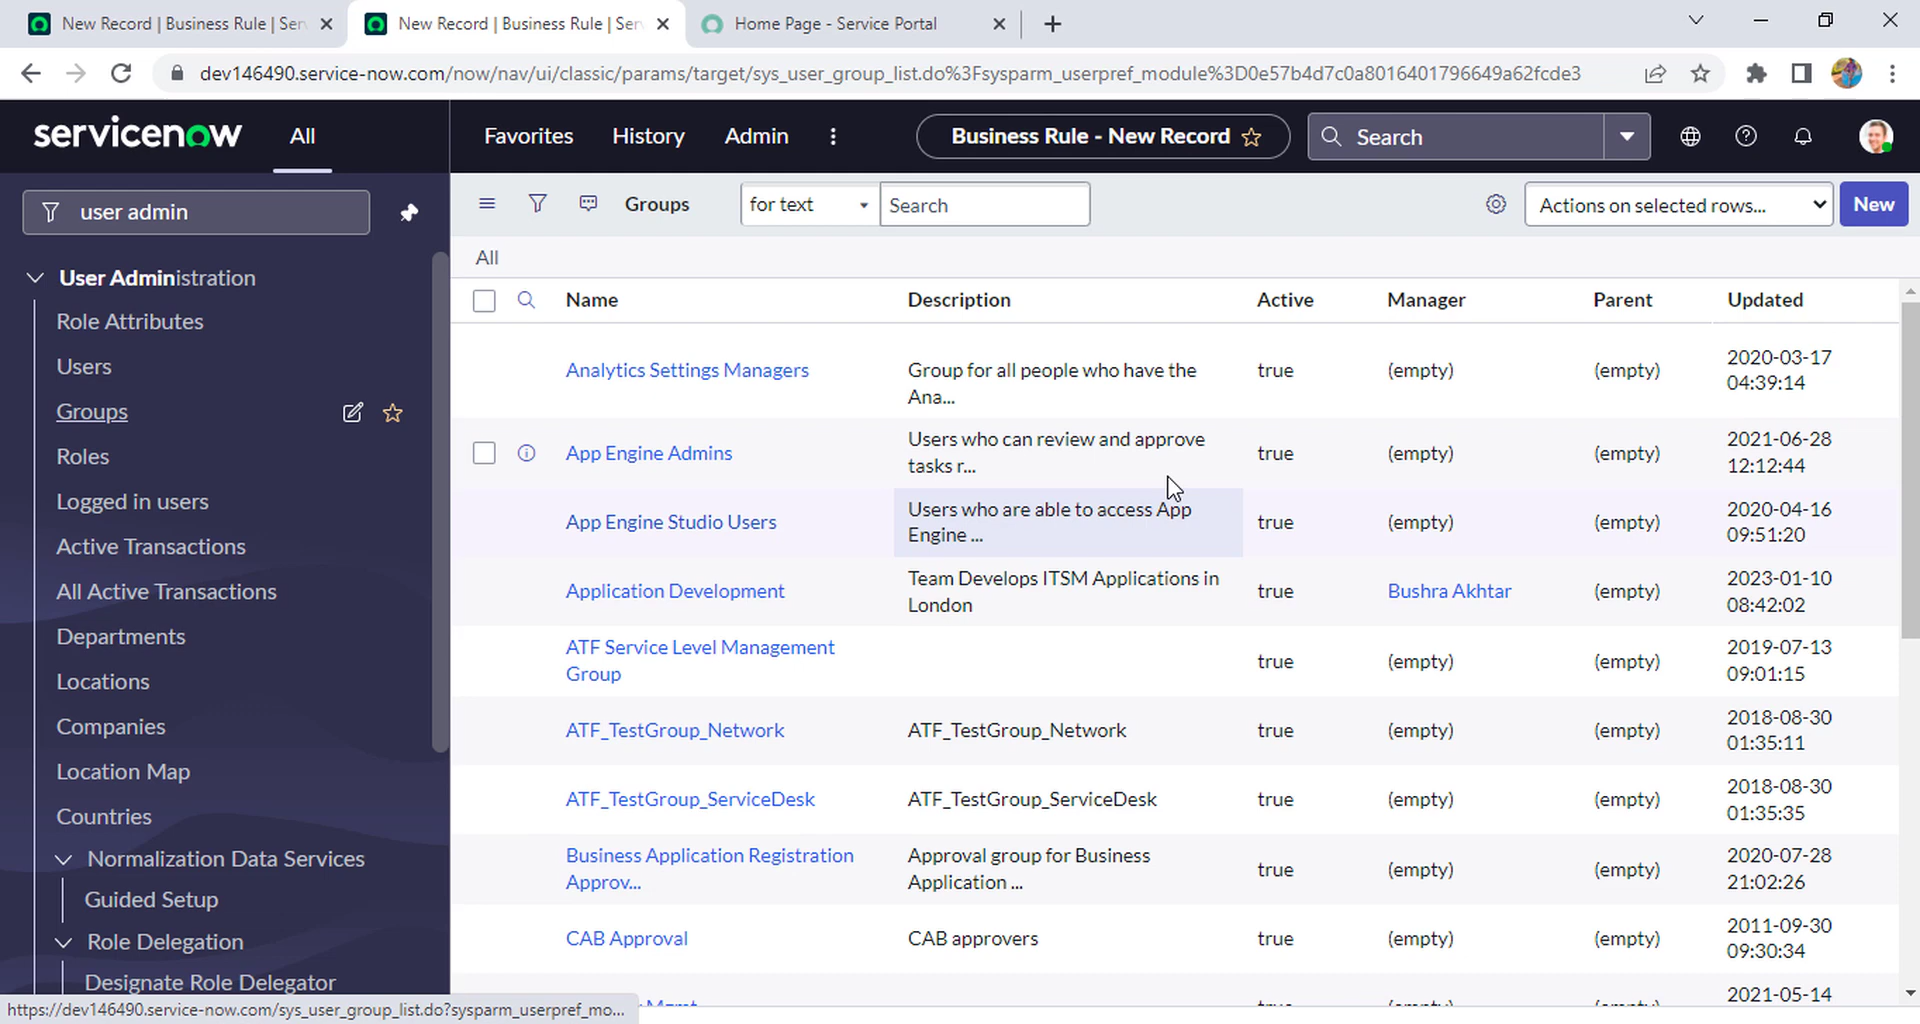 New Record | Business Rule | Ser
New Record | Business Rule | Ser
Home Page - Service Portal
dev146490.service-now.com/now/nav/ui/classic/params/target/sys_user_group_list.do%3Fsysparm_userpref_module%3D0e57b4d7c0a8016401796649a62fcde3
servicenow
All
Favorites
History
Admin
Business Rule - New Record
Search
user admin
User Administration
Role Attributes
Users
Groups
Roles
Logged in users
Active Transactions
All Active Transactions
Departments
Locations
Companies
Location Map
Countries
Normalization Data Services
Guided Setup
Role Delegation
Designate Role Delegator
Groups
for text
Search
Actions on selected rows...
New
All
Name Description Active Manager Parent Updated
Analytics Settings Managers
Group for all people who have the
Ana...
true
(empty)
(empty)
2020-03-17
04:39:14
App Engine Admins
Users who can review and approve
tasks r...
true
(empty)
(empty)
2021-06-28
12:12:44
App Engine Studio Users
Users who are able to access App
Engine ...
true
(empty)
(empty)
2020-04-16
09:51:20
Application Development
Team Develops ITSM Applications in
London
true
Bushra Akhtar
(empty)
2023-01-10
08:42:02
ATF Service Level Management
Group
true
(empty)
(empty)
2019-07-13
09:01:15
ATF_TestGroup_Network
ATF_TestGroup_Network
true
(empty)
(empty)
2018-08-30
01:35:11
ATF_TestGroup_ServiceDesk
ATF_TestGroup_ServiceDesk
true
(empty)
(empty)
2018-08-30
01:35:35
Business Application Registration
Approv...
Approval group for Business
Application ...
true
(empty)
(empty)
2020-07-28
21:02:26
CAB Approval
CAB approvers
true
(empty)
(empty)
2011-09-30
09:30:34
2021-05-14
https://dev146490.service-now.com/sys_user_group_list.do?sysparm_userpref_mo...